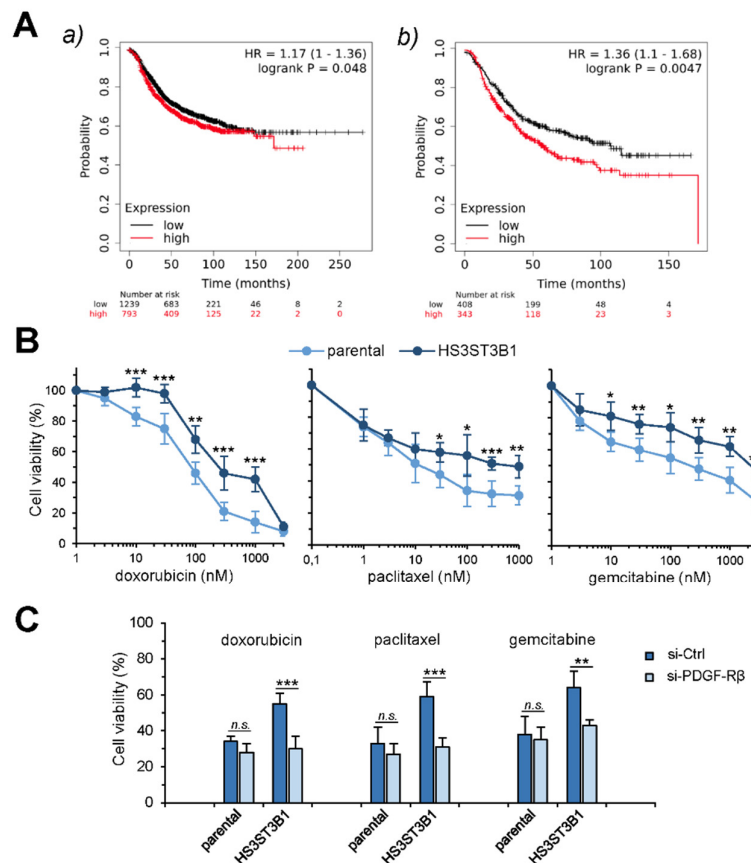 A
a)
HR = 1.17 (1 - 1.36)
logrank P = 0.048
Probability
1.0
0.8
0.6
0.4
0.2
0.0
Expression
low
high
0 50 100 150 200 250
Time (months)
Number at risk
low 1239 683 221 46 8 2
high 793 409 125 22 2 0
b)
HR = 1.36 (1.1 - 1.68)
logrank P = 0.0047
Probability
1.0
0.8
0.6
0.4
0.2
0.0
Expression
low
high
0 50 100 150
Time (months)
Number at risk
low 408 199 48 4
high 343 118 23 3
B
parental HS3ST3B1
Cell viability (%)
100
80
60
40
20
0
*** *** ** *** ***
1 10 100 1000
doxorubicin (nM)
* * *** **
0,1 1 10 100 1000
paclitaxel (nM)
* ** * ** **
1 10 100 1000
gemcitabine (nM)
C
Cell viability (%)
100
80
60
40
20
0
doxorubicin paclitaxel gemcitabine
si-Ctrl
si-PDGF-Rβ
n.s. *** n.s. *** n.s. **
parental HS3ST3B1 parental HS3ST3B1 parental HS3ST3B1